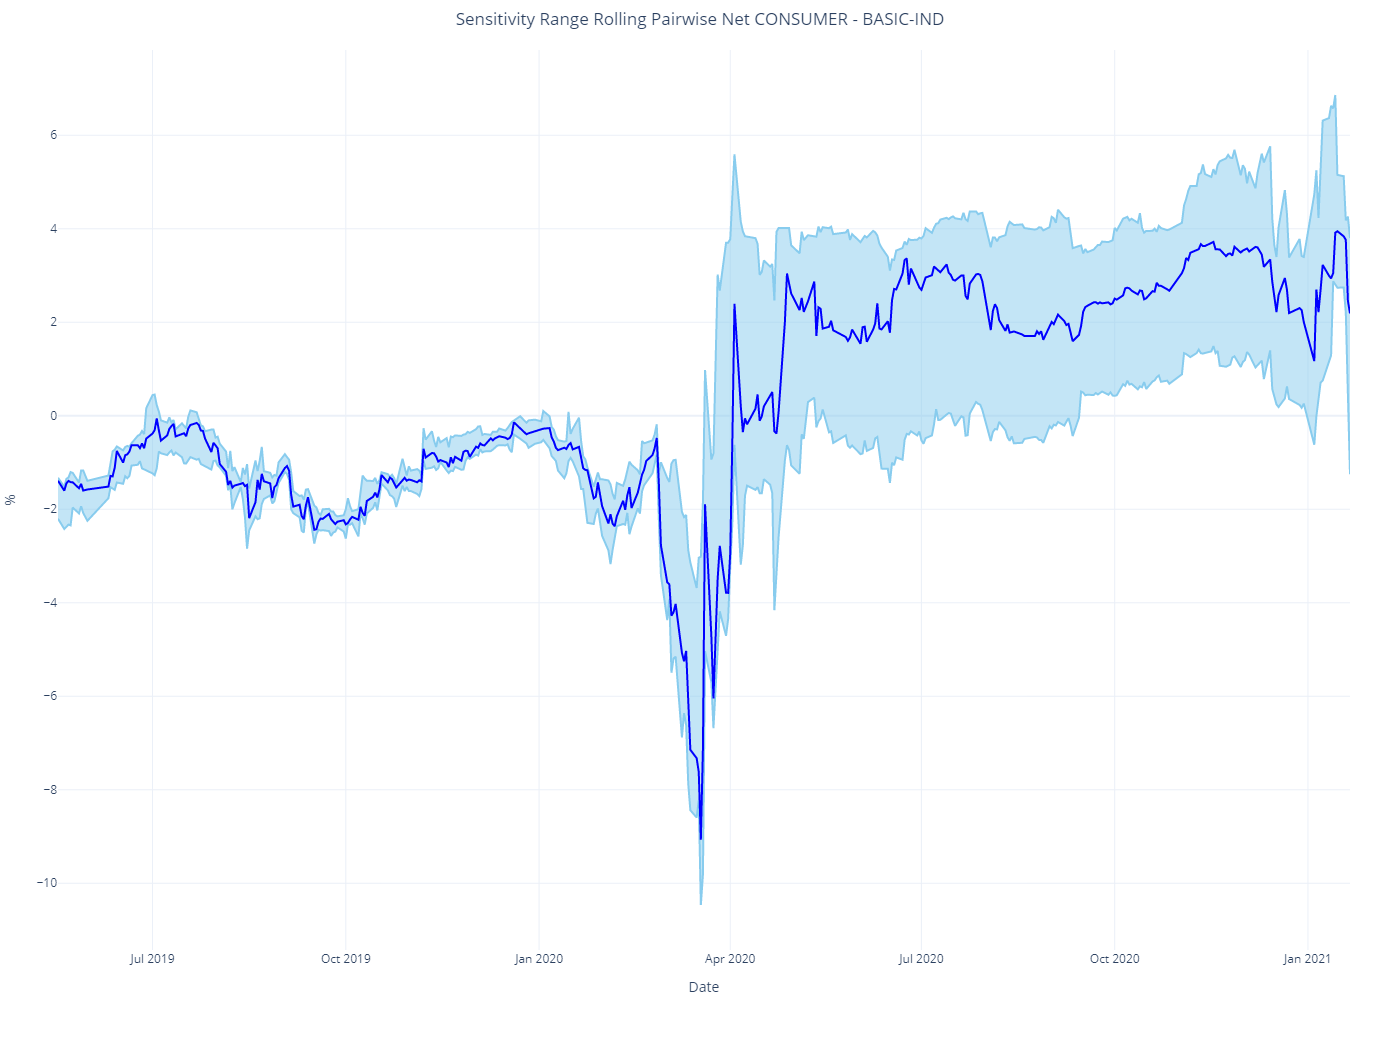 Sensitivity Range Rolling Pairwise Net CONSUMER - BASIC-IND
6
4
2
0
−2
−4
−6
−8
−10
%
Jul 2019
Oct 2019
Jan 2020
Apr 2020
Jul 2020
Oct 2020
Jan 2021
Date